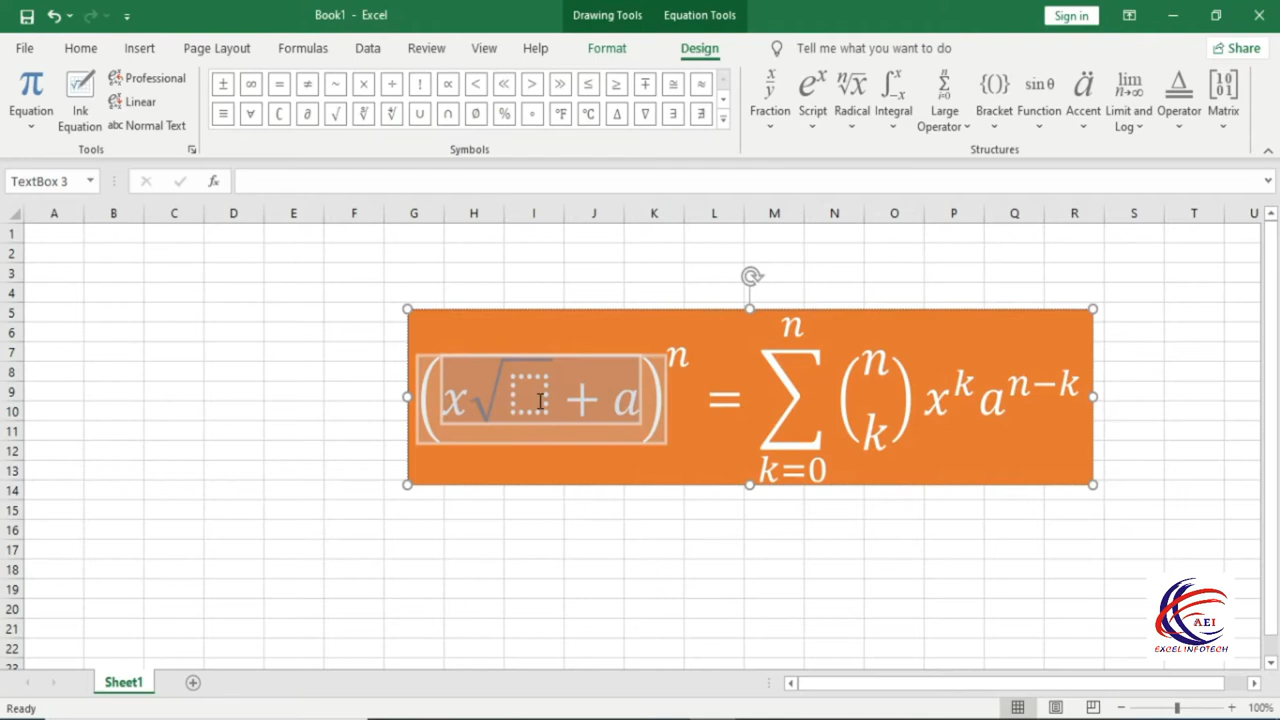 Book1 - Excel
Drawing Tools
Equation Tools
Sign in
File
Home
Insert
Page Layout
Formulas
Data
Review
View
Help
Format
Design
Tell me what you want to do
Share
Equation
Ink Equation
Professional
Linear
abc Normal Text
Tools
± ∞ = ≠ ~ × ÷ ! ∝ < ≪ > ≫ ≤ ≥ ∓ ≅ ≈
≡ ∀ ∁ ∂ √ ∛ ∜ ∪ ∩ ∅ % ° °F °C ∆ ∇ ∃ ∄
Symbols
Fraction
Script
Radical
Integral
Large Operator
Bracket
Function
Accent
Limit and Log
Operator
Matrix
Structures
TextBox 3
fx
A B C D E F G H I J K L M N O P Q R S T U
1
2
3
4
5
6
7
8
9
10
11
12
13
14
15
16
17
18
19
20
21
22
23
(x√⬚ + a)^n = ∑_{k=0}^{n} (n k) x^k a^{n−k}
AEI
EXCEL INFOTECH
Sheet1
Ready
100%